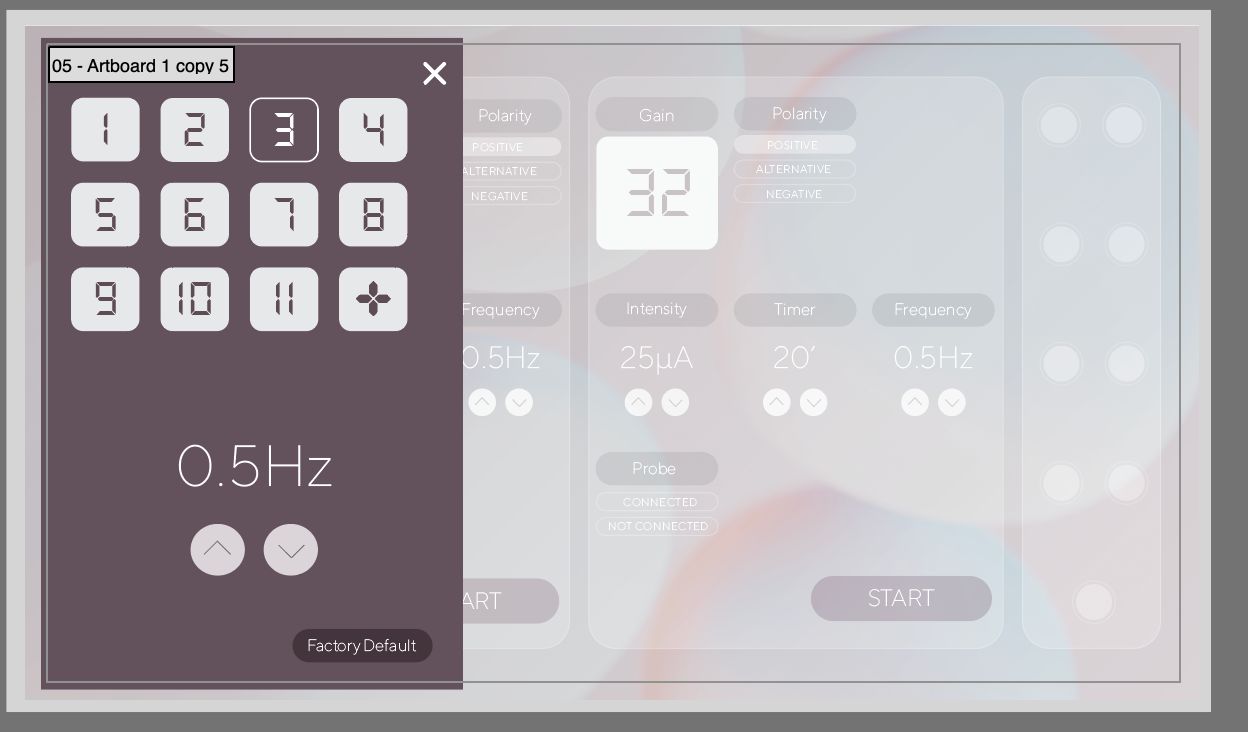 05 - Artboard 1 copy 5
1 2 3 4
5 6 7 8
9 10 11
0.5Hz
Factory Default
Polarity
POSITIVE
ALTERNATIVE
NEGATIVE
Frequency
0.5Hz
ART
Gain
32
Polarity
POSITIVE
ALTERNATIVE
NEGATIVE
Intensity
25µA
Timer
20′
Frequency
0.5Hz
Probe
CONNECTED
NOT CONNECTED
START